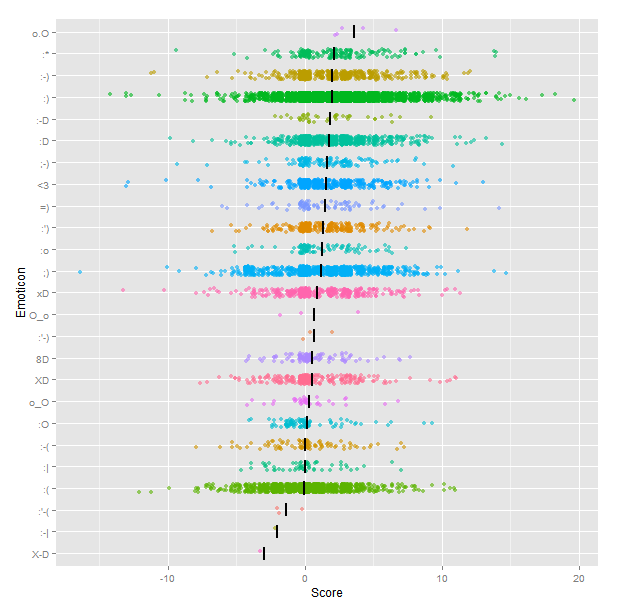 o.O
:*
:-)
:)
:-D
:D
;-)
<3
=)
:')
:o
;)
xD
O_o
:'-)
8D
XD
o_O
:O
:-(
:|
:(
:'-(
:-|
X-D
-10
0
10
20
Score
Emoticon